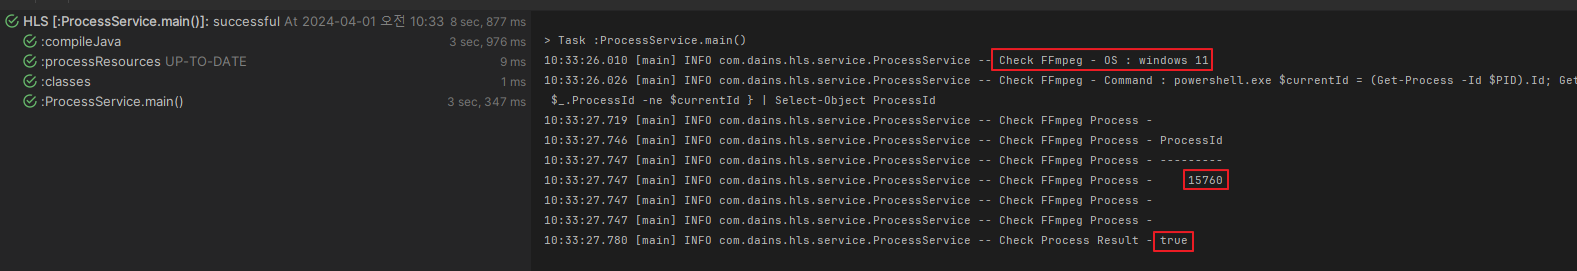 HLS [:ProcessService.main()]: successful At 2024-04-01 오전 10:33 8 sec, 877 ms
:compileJava 3 sec, 976 ms
:processResources UP-TO-DATE 9 ms
:classes 1 ms
:ProcessService.main() 3 sec, 347 ms
> Task :ProcessService.main()
10:33:26.010 [main] INFO com.dains.hls.service.ProcessService -- Check FFmpeg - OS : windows 11
10:33:26.026 [main] INFO com.dains.hls.service.ProcessService -- Check FFmpeg - Command : powershell.exe $currentId = (Get-Process -Id $PID).Id; Get
$_.ProcessId -ne $currentId } | Select-Object ProcessId
10:33:27.719 [main] INFO com.dains.hls.service.ProcessService -- Check FFmpeg Process -
10:33:27.746 [main] INFO com.dains.hls.service.ProcessService -- Check FFmpeg Process - ProcessId
10:33:27.747 [main] INFO com.dains.hls.service.ProcessService -- Check FFmpeg Process - ---------
10:33:27.747 [main] INFO com.dains.hls.service.ProcessService -- Check FFmpeg Process - 15760
10:33:27.747 [main] INFO com.dains.hls.service.ProcessService -- Check FFmpeg Process -
10:33:27.747 [main] INFO com.dains.hls.service.ProcessService -- Check FFmpeg Process -
10:33:27.780 [main] INFO com.dains.hls.service.ProcessService -- Check Process Result - true